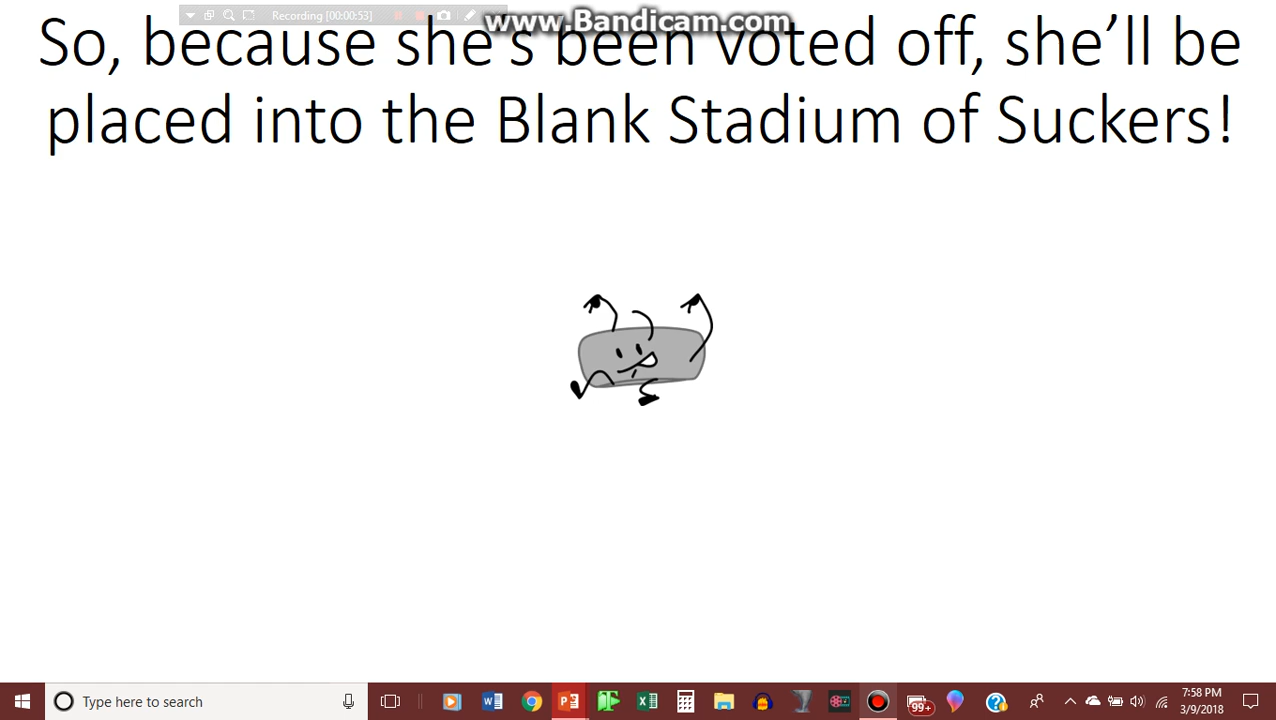 Recording [00:00:53]
www.Bandicam.com
So, because she's been voted off, she’ll be
placed into the Blank Stadium of Suckers!
Type here to search
99+
7:58 PM
3/9/2018